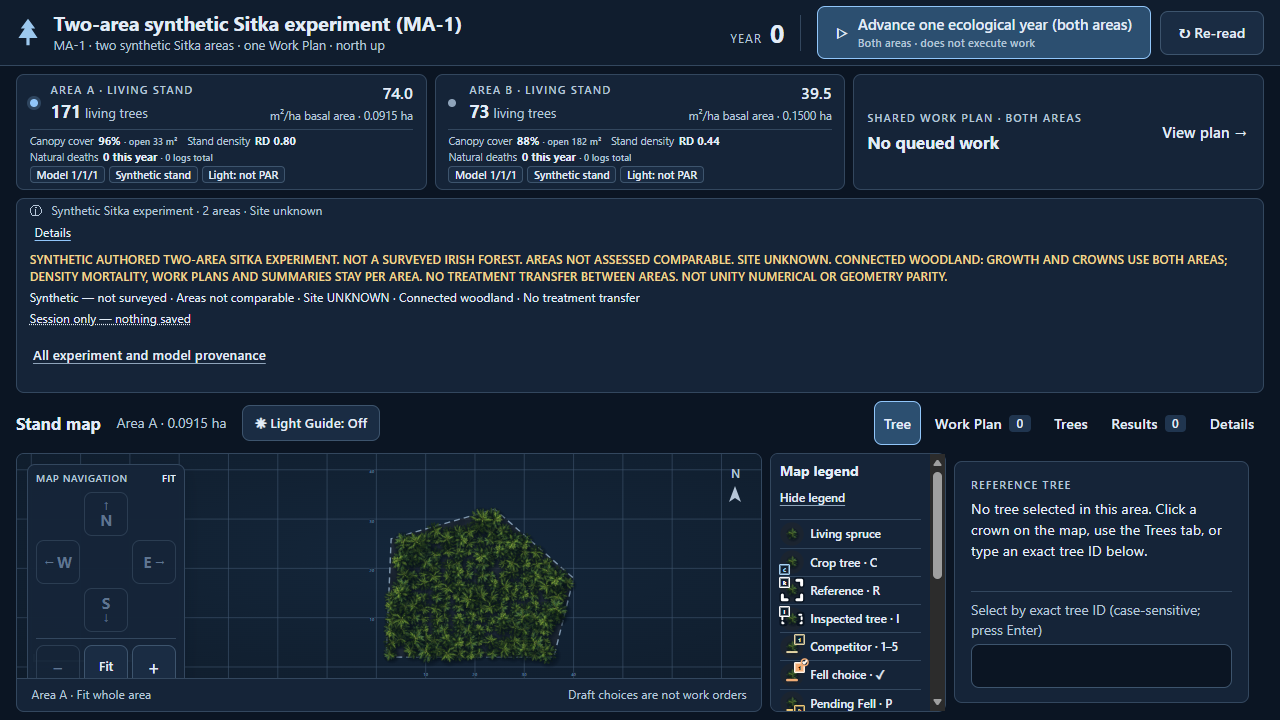 Two-area synthetic Sitka experiment (MA-1)
MA-1 · two synthetic Sitka areas · one Work Plan · north up
YEAR 0
▷ Advance one ecological year (both areas)
Both areas · does not execute work
↻ Re-read
AREA A · LIVING STAND
74.0
171 living trees
m²/ha basal area · 0.0915 ha
Canopy cover 96% · open 33 m² Stand density RD 0.80
Natural deaths 0 this year · 0 logs total
Model 1/1/1 Synthetic stand Light: not PAR
AREA B · LIVING STAND
39.5
73 living trees
m²/ha basal area · 0.1500 ha
Canopy cover 88% · open 182 m² Stand density RD 0.44
Natural deaths 0 this year · 0 logs total
Model 1/1/1 Synthetic stand Light: not PAR
SHARED WORK PLAN · BOTH AREAS
No queued work
View plan →
ⓘ Synthetic Sitka experiment · 2 areas · Site unknown
Details
SYNTHETIC AUTHORED TWO-AREA SITKA EXPERIMENT. NOT A SURVEYED IRISH FOREST. AREAS NOT ASSESSED COMPARABLE. SITE UNKNOWN. CONNECTED WOODLAND: GROWTH AND CROWNS USE BOTH AREAS;
DENSITY MORTALITY, WORK PLANS AND SUMMARIES STAY PER AREA. NO TREATMENT TRANSFER BETWEEN AREAS. NOT UNITY NUMERICAL OR GEOMETRY PARITY.
Synthetic — not surveyed · Areas not comparable · Site UNKNOWN · Connected woodland · No treatment transfer
Session only — nothing saved
All experiment and model provenance
Stand map Area A · 0.0915 ha ❋ Light Guide: Off
Tree Work Plan 0 Trees Results 0 Details
MAP NAVIGATION FIT
↑
N
←W E→
S
↓
− Fit +
N
Area A · Fit whole area
Draft choices are not work orders
Map legend
Hide legend
Living spruce
C Crop tree · C
R Reference · R
I Inspected tree · I
Competitor · 1–5
Fell choice · ✓
Pending Fell · P
REFERENCE TREE
No tree selected in this area. Click a
crown on the map, use the Trees tab, or
type an exact tree ID below.
Select by exact tree ID (case-sensitive;
press Enter)